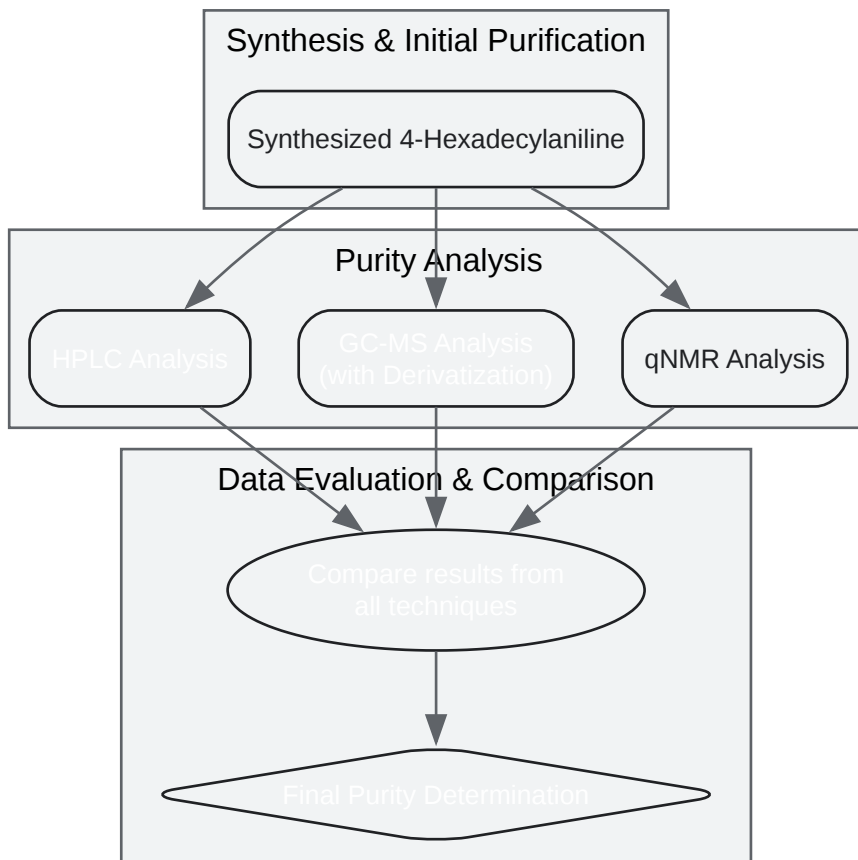 Synthesis & Initial Purification
Synthesized 4-Hexadecylaniline
Purity Analysis
HPLC Analysis
GC-MS Analysis
(with Derivatization)
qNMR Analysis
Data Evaluation & Comparison
Compare results from
all techniques
Final Purity Determination